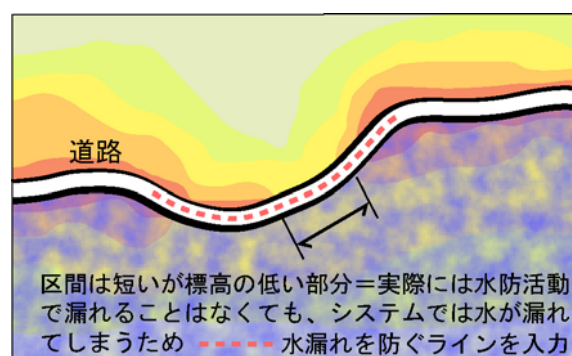 道路
区間は短いが標高の低い部分＝実際には水防活動
で漏れることはなくても、システムでは水が漏れ
てしまうため 水漏れを防ぐラインを入力